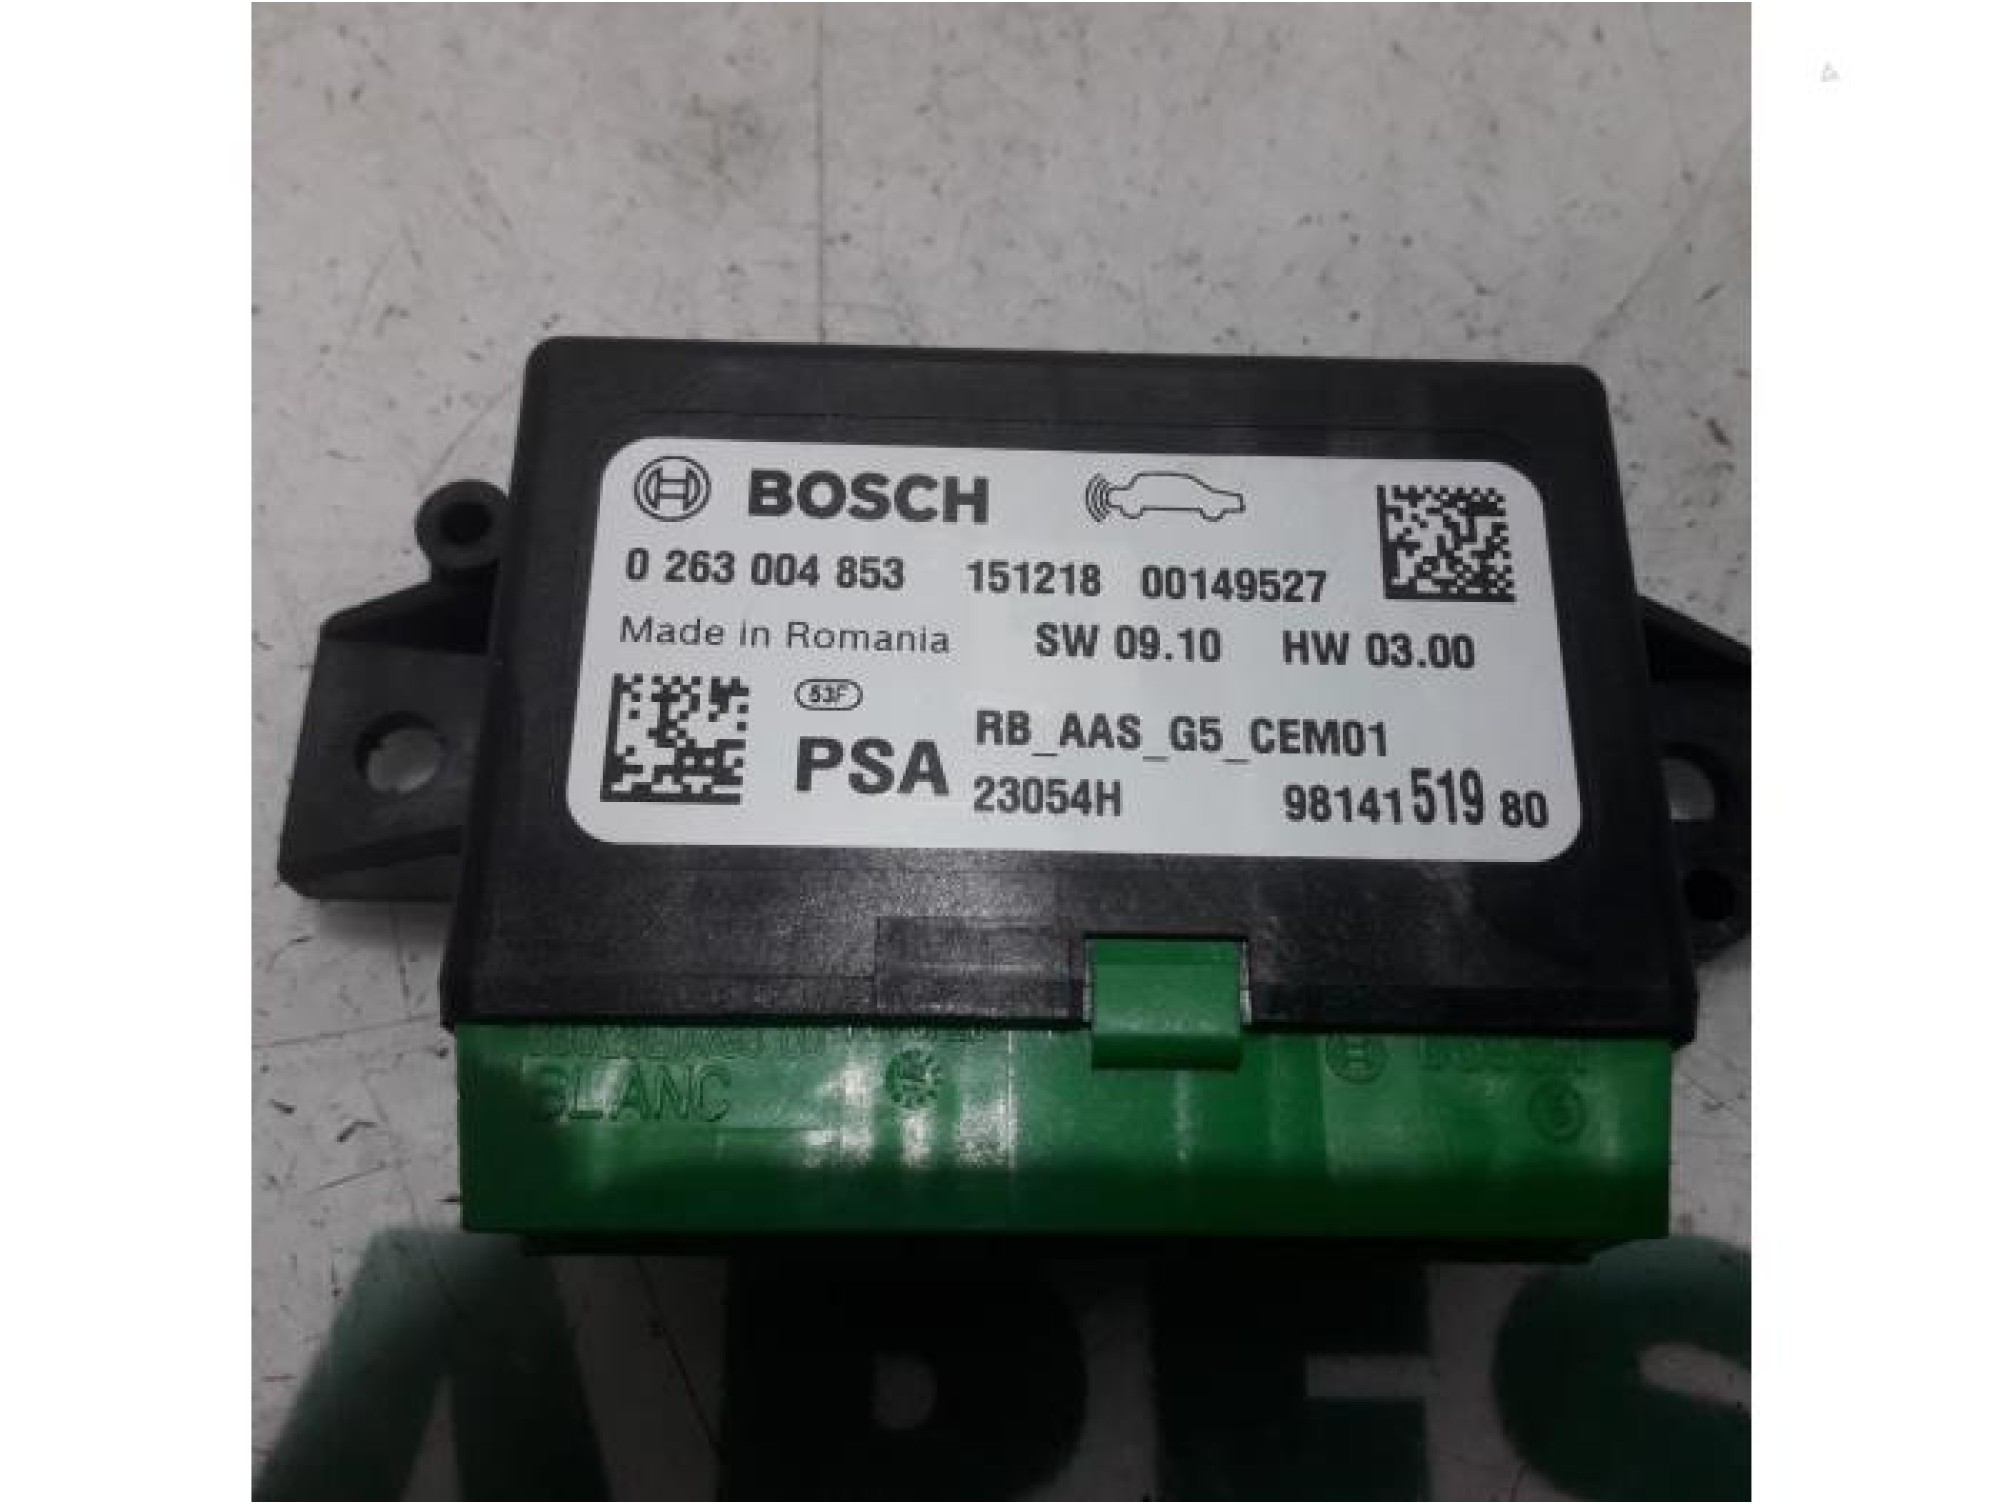 BOSCH
0 263 004 853 151218 00149527
Made in Romania SW 09.10 HW 03.00
53F
PSA RB_AAS_G5_CEM01
23054H 98141 519 80
BLANC